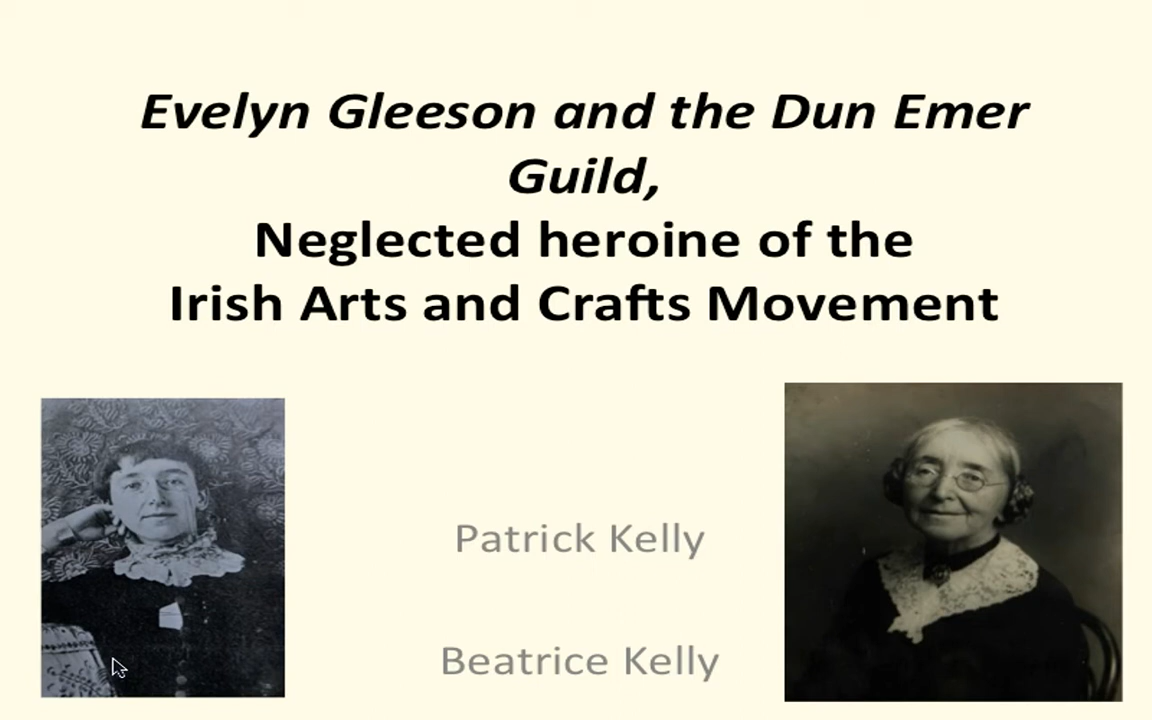 Evelyn Gleeson and the Dun Emer
Guild,
Neglected heroine of the
Irish Arts and Crafts Movement
Patrick Kelly
Beatrice Kelly